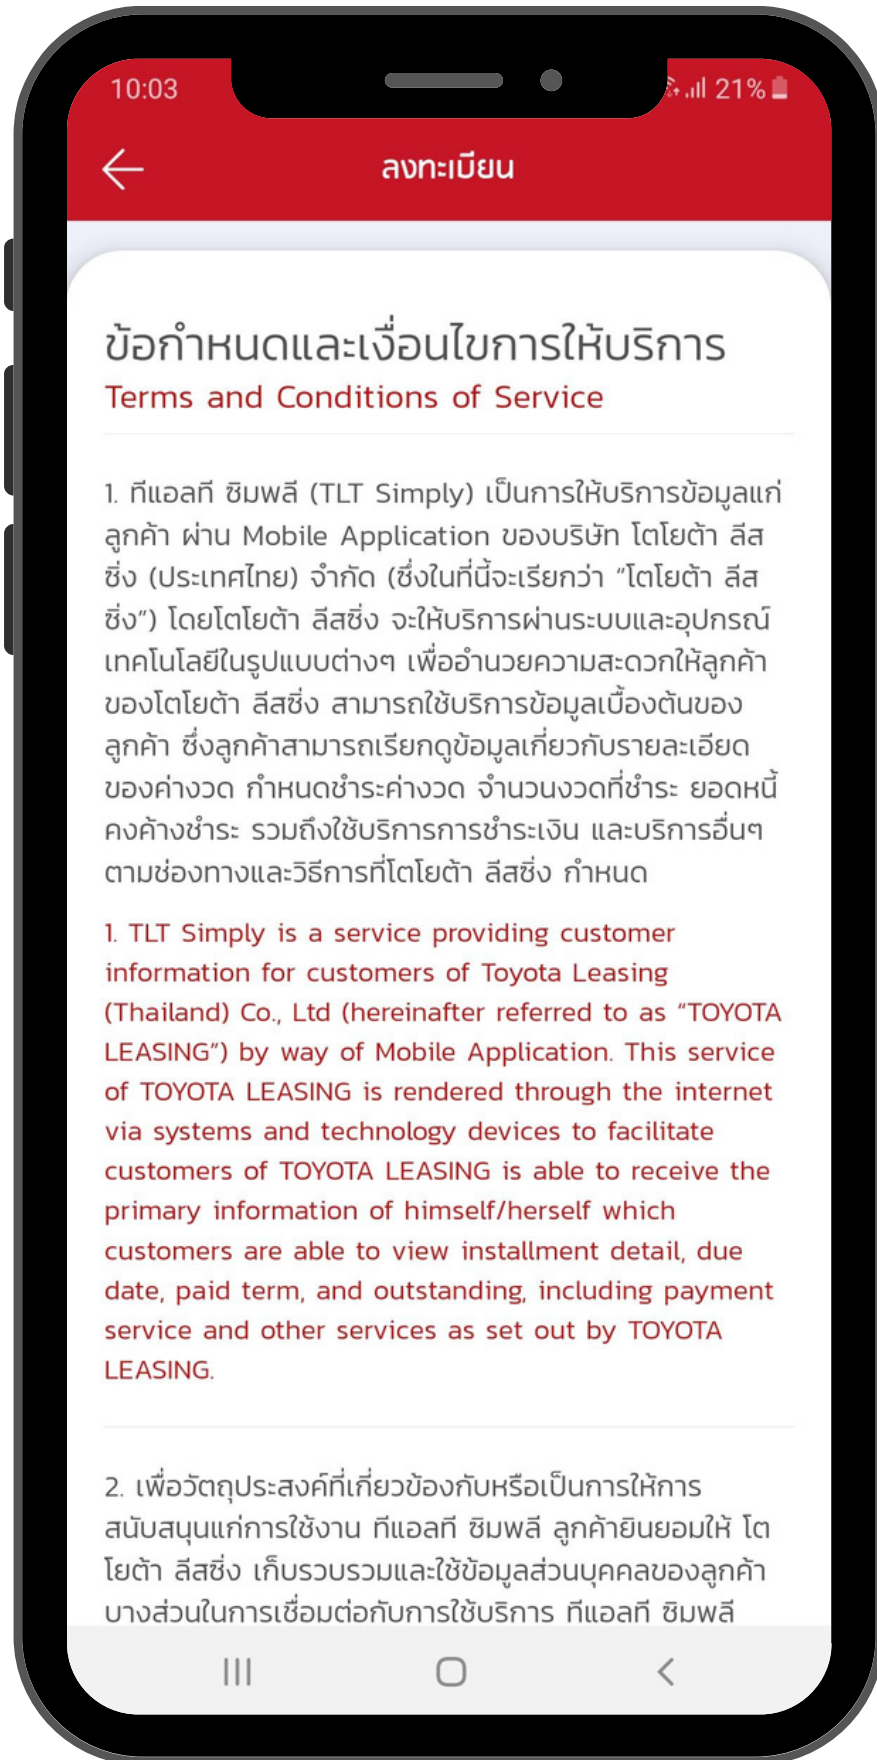 10:03
21%
ลงทะเบียน
ข้อกำหนดและเงื่อนไขการให้บริการ
Terms and Conditions of Service
1. ทีแอลที ซิมพลี (TLT Simply) เป็นการให้บริการข้อมูลแก่
ลูกค้า ผ่าน Mobile Application ของบริษัท โตโยต้า ลีส
ซิ่ง (ประเทศไทย) จำกัด (ซึ่งในที่นี้จะเรียกว่า “โตโยต้า ลีส
ซิ่ง”) โดยโตโยต้า ลีสซิ่ง จะให้บริการผ่านระบบและอุปกรณ์
เทคโนโลยีในรูปแบบต่างๆ เพื่ออำนวยความสะดวกให้ลูกค้า
ของโตโยต้า ลีสซิ่ง สามารถใช้บริการข้อมูลเบื้องต้นของ
ลูกค้า ซึ่งลูกค้าสามารถเรียกดูข้อมูลเกี่ยวกับรายละเอียด
ของค่างวด กำหนดชำระค่างวด จำนวนงวดที่ชำระ ยอดหนี้
คงค้างชำระ รวมถึงใช้บริการการชำระเงิน และบริการอื่นๆ
ตามช่องทางและวิธีการที่โตโยต้า ลีสซิ่ง กำหนด
1. TLT Simply is a service providing customer
information for customers of Toyota Leasing
(Thailand) Co., Ltd (hereinafter referred to as “TOYOTA
LEASING”) by way of Mobile Application. This service
of TOYOTA LEASING is rendered through the internet
via systems and technology devices to facilitate
customers of TOYOTA LEASING is able to receive the
primary information of himself/herself which
customers are able to view installment detail, due
date, paid term, and outstanding, including payment
service and other services as set out by TOYOTA
LEASING.
2. เพื่อวัตถุประสงค์ที่เกี่ยวข้องกับหรือเป็นการให้การ
สนับสนุนแก่การใช้งาน ทีแอลที ซิมพลี ลูกค้ายินยอมให้ โต
โยต้า ลีสซิ่ง เก็บรวบรวมและใช้ข้อมูลส่วนบุคคลของลูกค้า
บางส่วนในการเชื่อมต่อกับการใช้บริการ ทีแอลที ซิมพลี